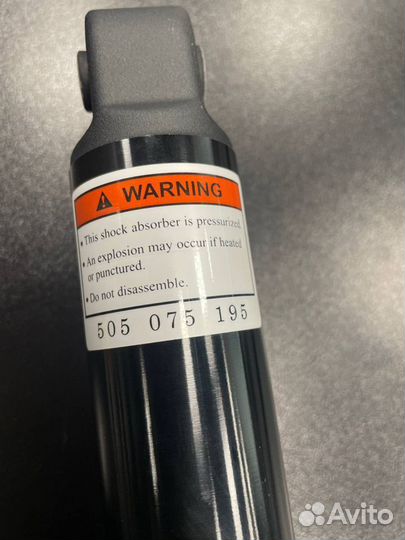 WARNING
• This shock absorber is pressurized.
• An explosion may occur if heated
or punctured.
• Do not disassemble.
505 075 195
Avito